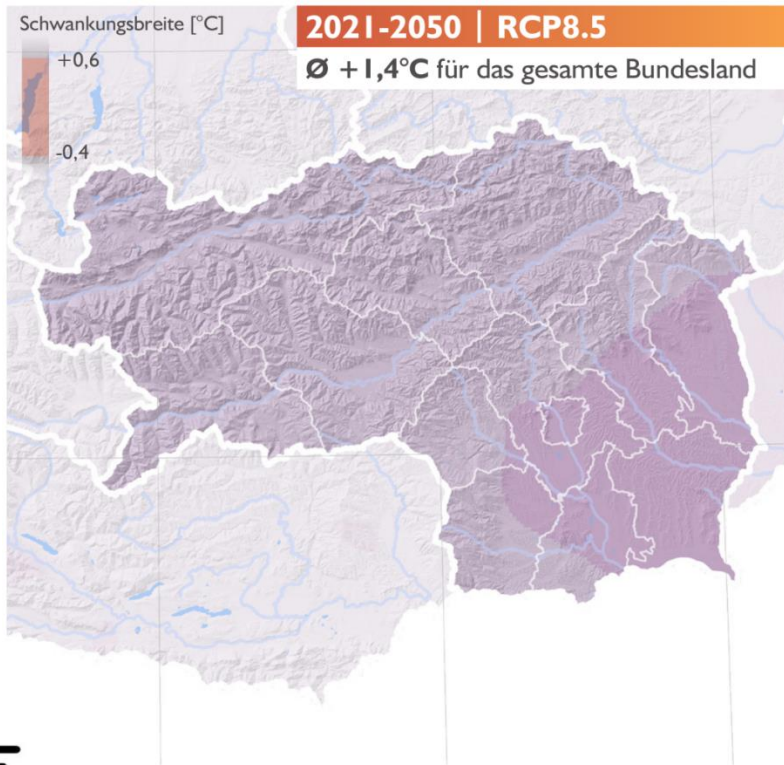 Schwankungsbreite [°C]
+0,6
-0,4
2021-2050 | RCP8.5
Ø +1,4°C für das gesamte Bundesland